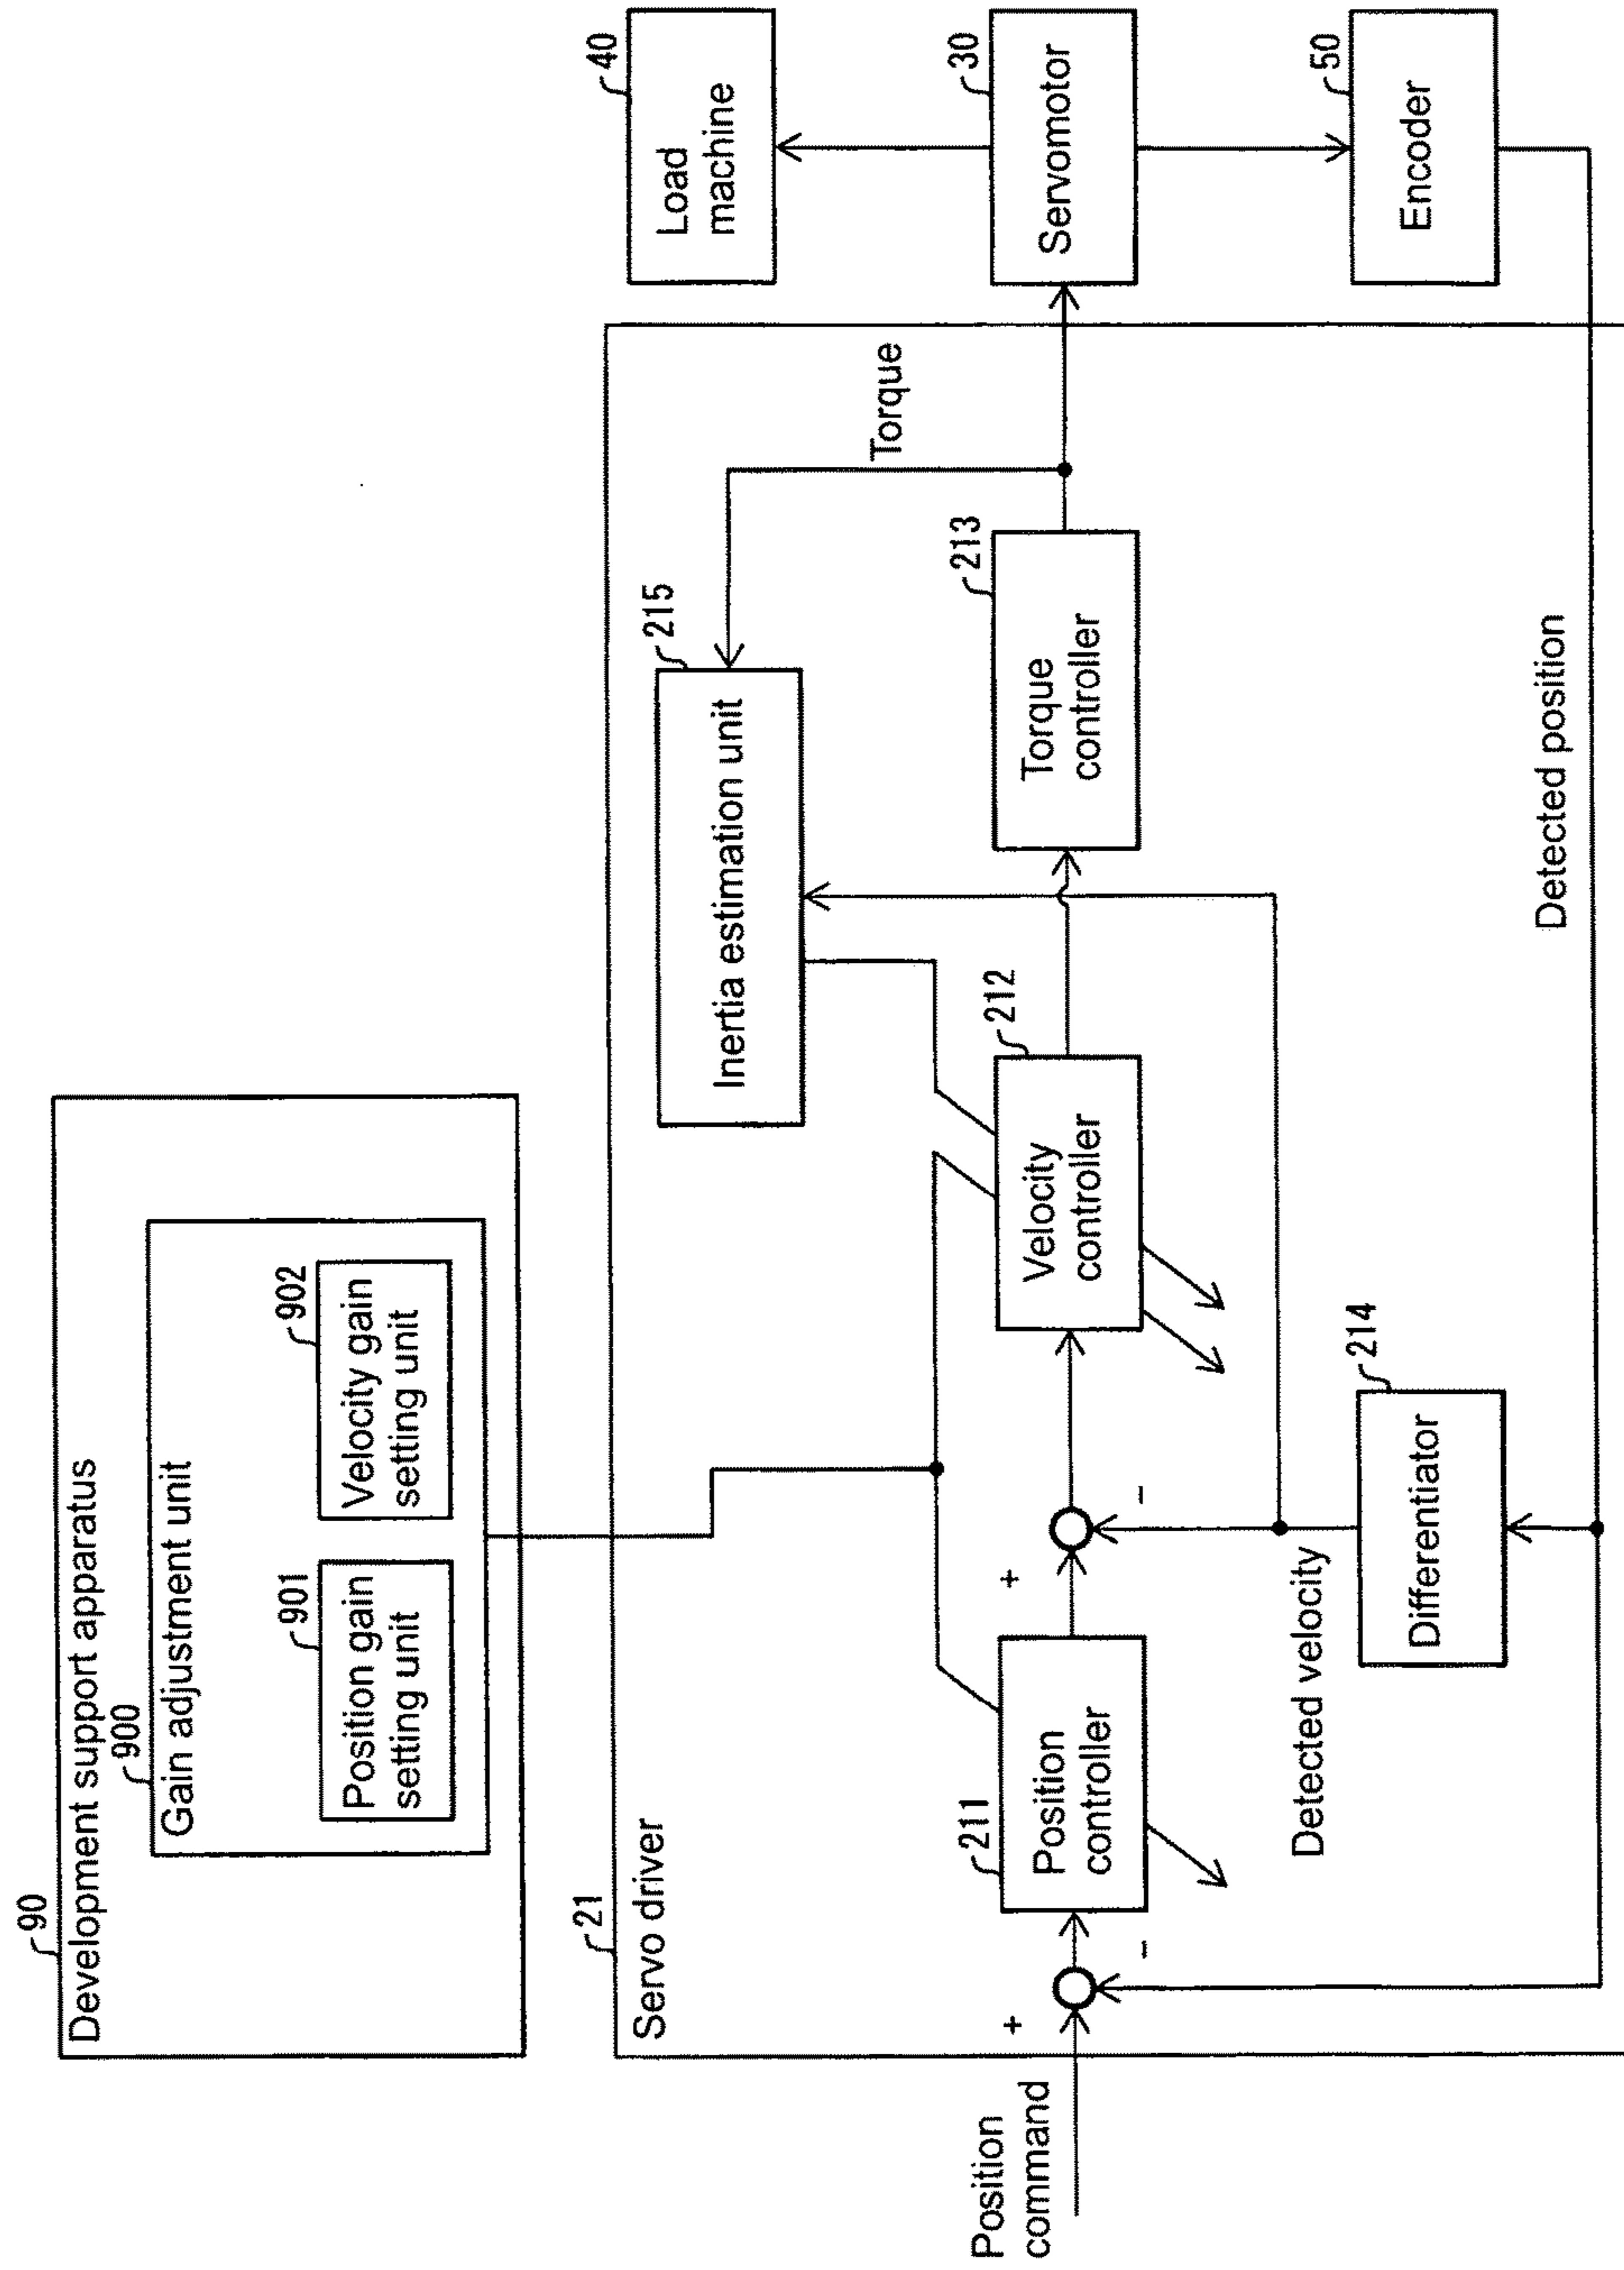 90
Development support apparatus
900
Gain adjustment unit
901
Position gain
setting unit
902
Velocity gain
setting unit
21
Servo driver
Position
command
+
−
211
Position
controller
+
−
Detected velocity
214
Differentiator
212
Velocity
controller
215
Inertia estimation unit
213
Torque
controller
Torque
Detected position
40
Load
machine
30
Servomotor
50
Encoder